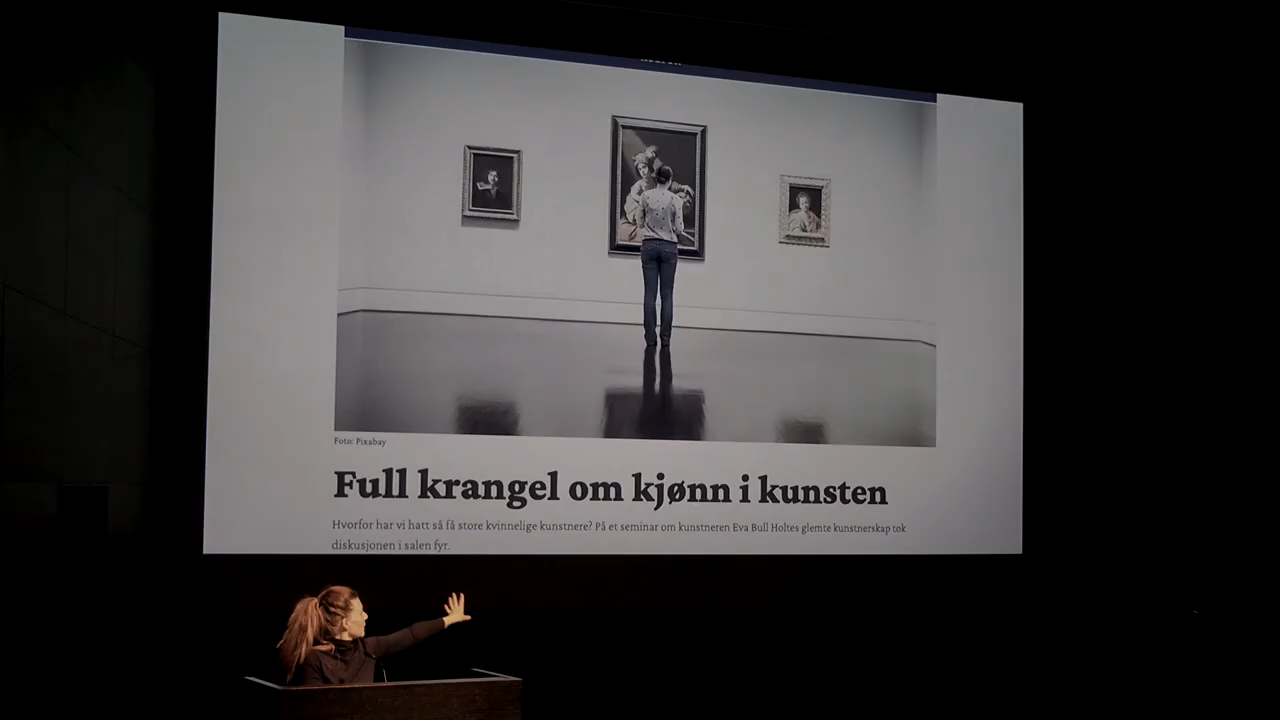 Foto: Pixabay
Full krangel om kjønn i kunsten
Hvorfor har vi hatt så få store kvinnelige kunstnere? På et seminar om kunstneren Eva Bull Holtes glemte kunstnerskap tok
diskusjonen i salen fyr.